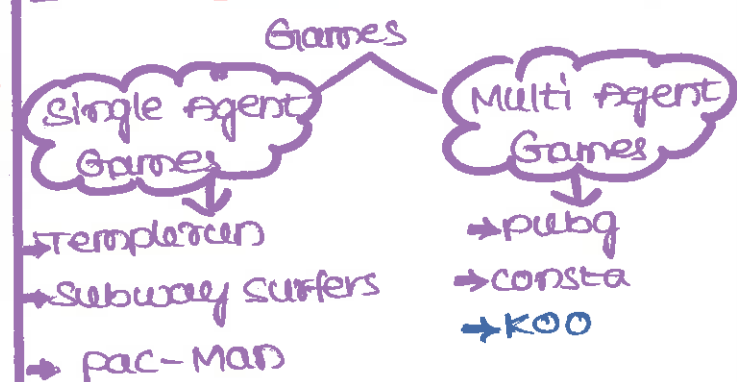 Games
Single Agent
Games
Multi Agent
Games
→Templerun
→Subway Surfers
→ pac-Man
→pubg
→consta
→KOO